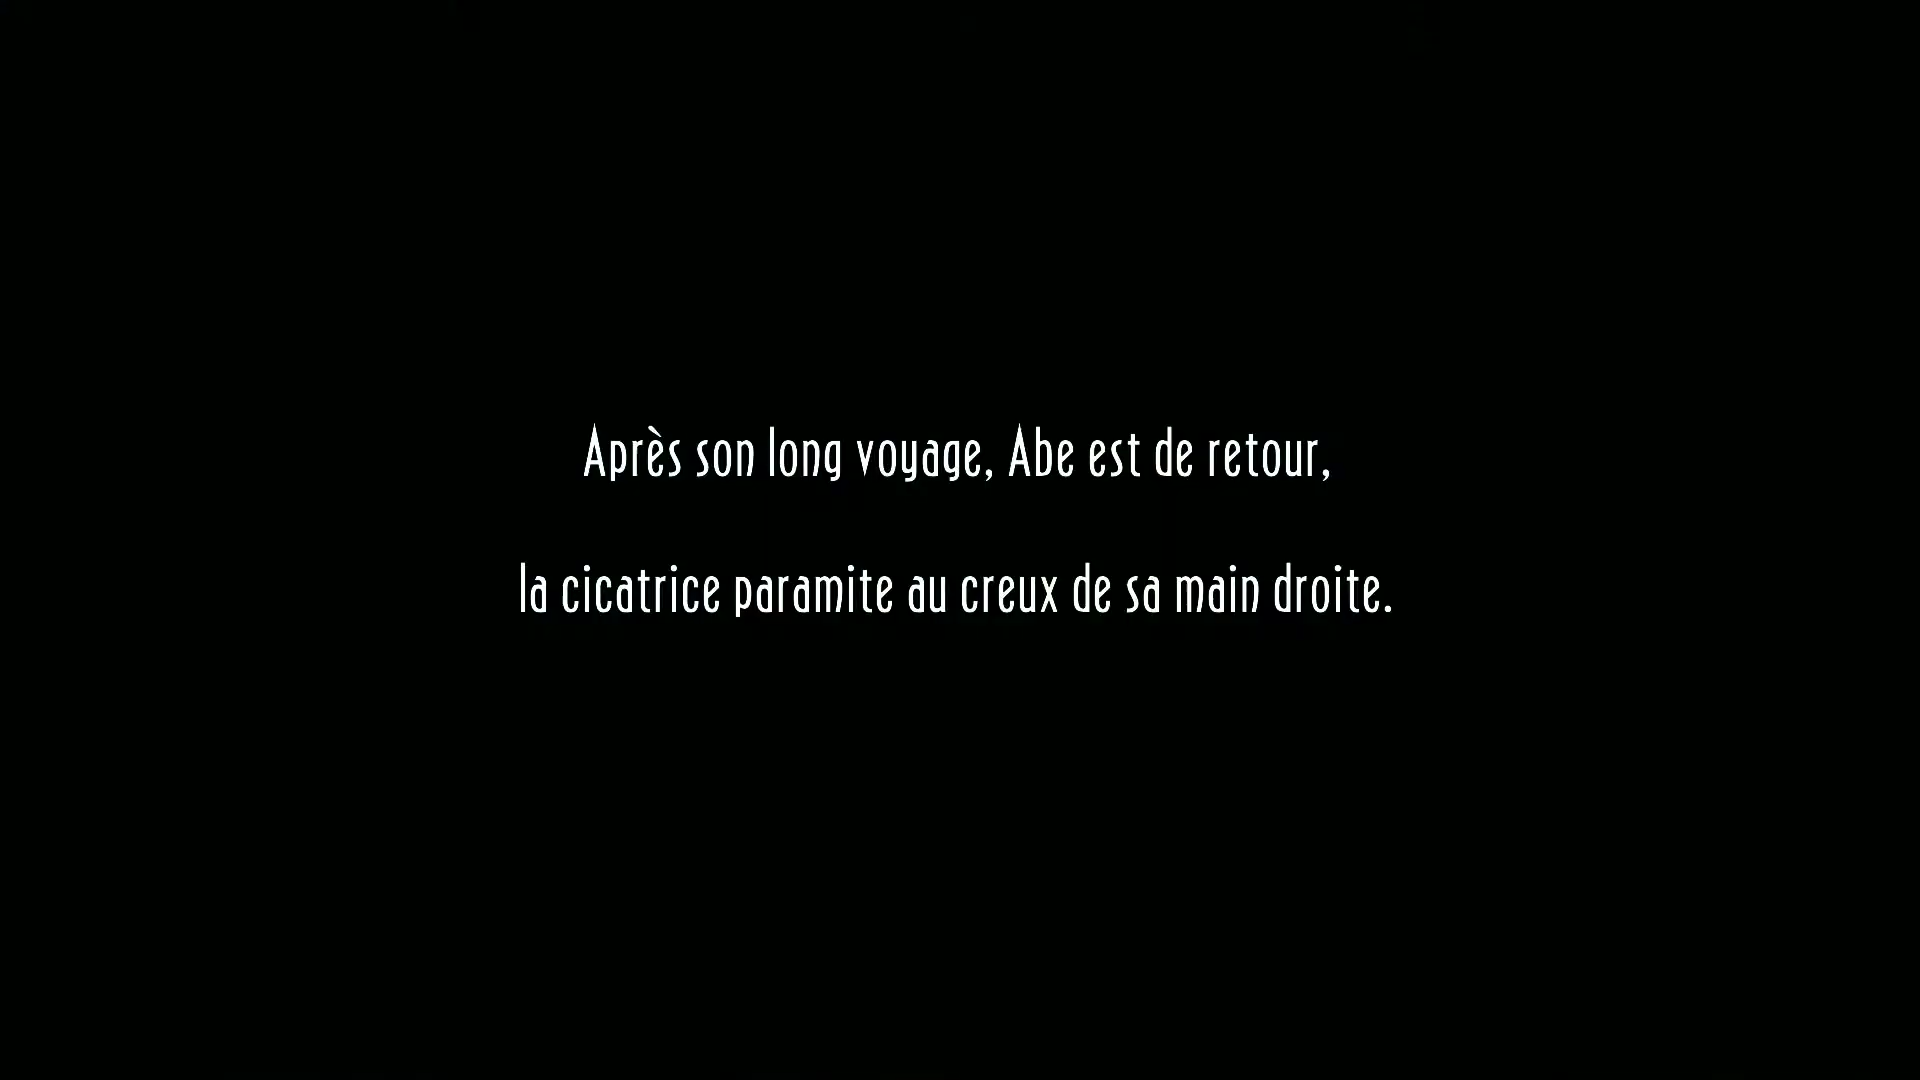 Après son long voyage, Abe est de retour,
la cicatrice paramite au creux de sa main droite.